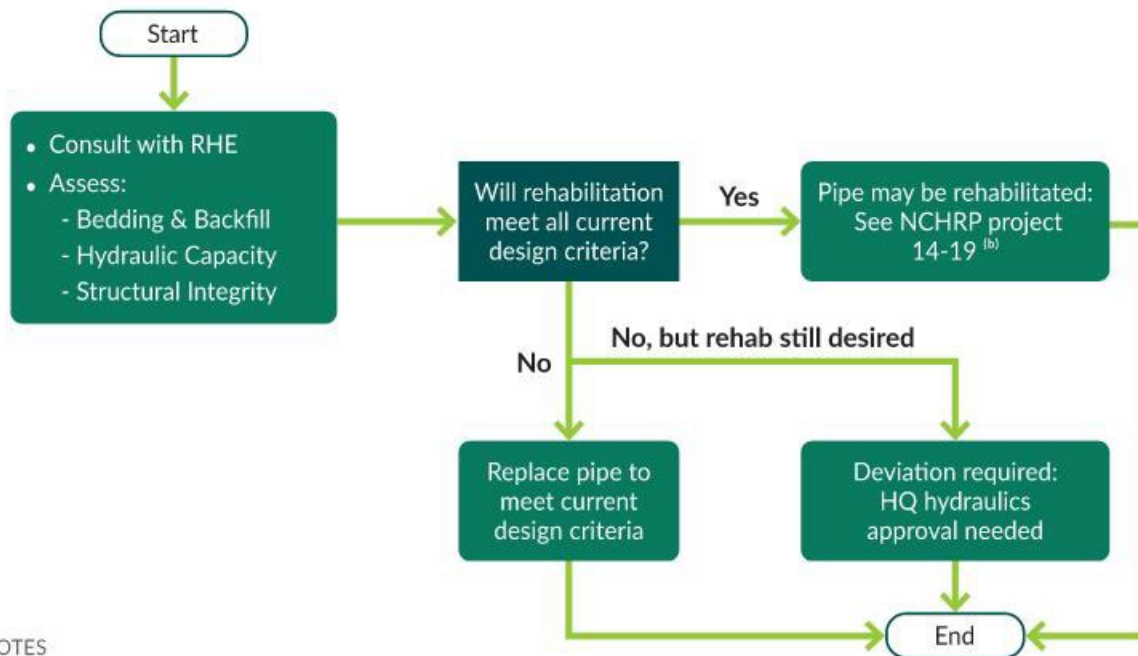 Start
• Consult with RHE
• Assess:
- Bedding & Backfill
- Hydraulic Capacity
- Structural Integrity
Will rehabilitation
meet all current
design criteria?
Yes
Pipe may be rehabilitated:
See NCHRP project
14-19 (b)
No, but rehab still desired
No
Replace pipe to
meet current
design criteria
Deviation required:
HQ hydraulics
approval needed
End